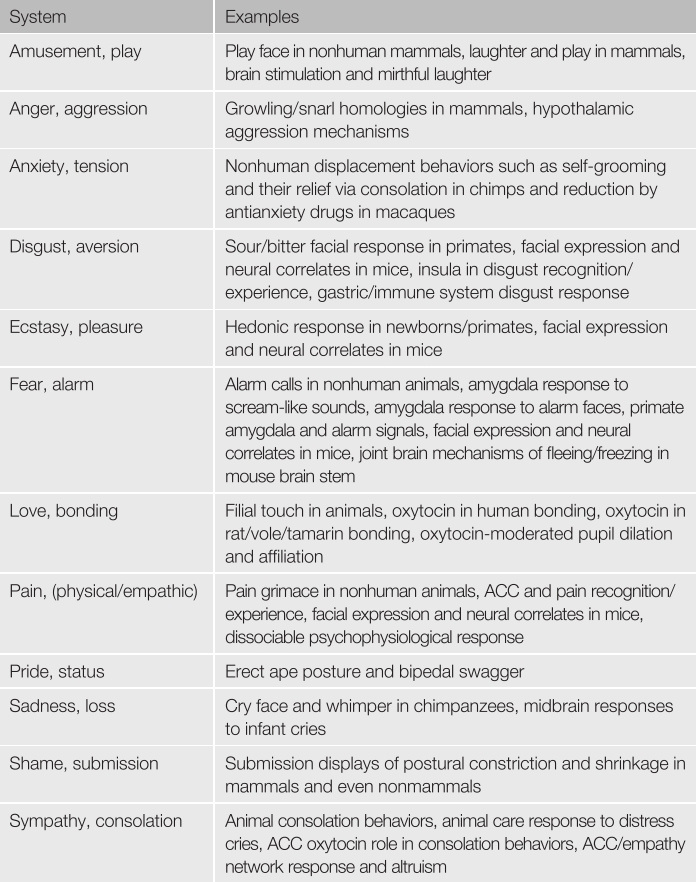 System Examples
Amusement, play Play face in nonhuman mammals, laughter and play in mammals,
brain stimulation and mirthful laughter
Anger, aggression Growling/snarl homologies in mammals, hypothalamic
aggression mechanisms
Anxiety, tension Nonhuman displacement behaviors such as self-grooming
and their relief via consolation in chimps and reduction by
antianxiety drugs in macaques
Disgust, aversion Sour/bitter facial response in primates, facial expression and
neural correlates in mice, insula in disgust recognition/
experience, gastric/immune system disgust response
Ecstasy, pleasure Hedonic response in newborns/primates, facial expression
and neural correlates in mice
Fear, alarm Alarm calls in nonhuman animals, amygdala response to
scream-like sounds, amygdala response to alarm faces, primate
amygdala and alarm signals, facial expression and neural
correlates in mice, joint brain mechanisms of fleeing/freezing in
mouse brain stem
Love, bonding Filial touch in animals, oxytocin in human bonding, oxytocin in
rat/vole/tamarin bonding, oxytocin-moderated pupil dilation
and affiliation
Pain, (physical/empathic) Pain grimace in nonhuman animals, ACC and pain recognition/
experience, facial expression and neural correlates in mice,
dissociable psychophysiological response
Pride, status Erect ape posture and bipedal swagger
Sadness, loss Cry face and whimper in chimpanzees, midbrain responses
to infant cries
Shame, submission Submission displays of postural constriction and shrinkage in
mammals and even nonmammals
Sympathy, consolation Animal consolation behaviors, animal care response to distress
cries, ACC oxytocin role in consolation behaviors, ACC/empathy
network response and altruism